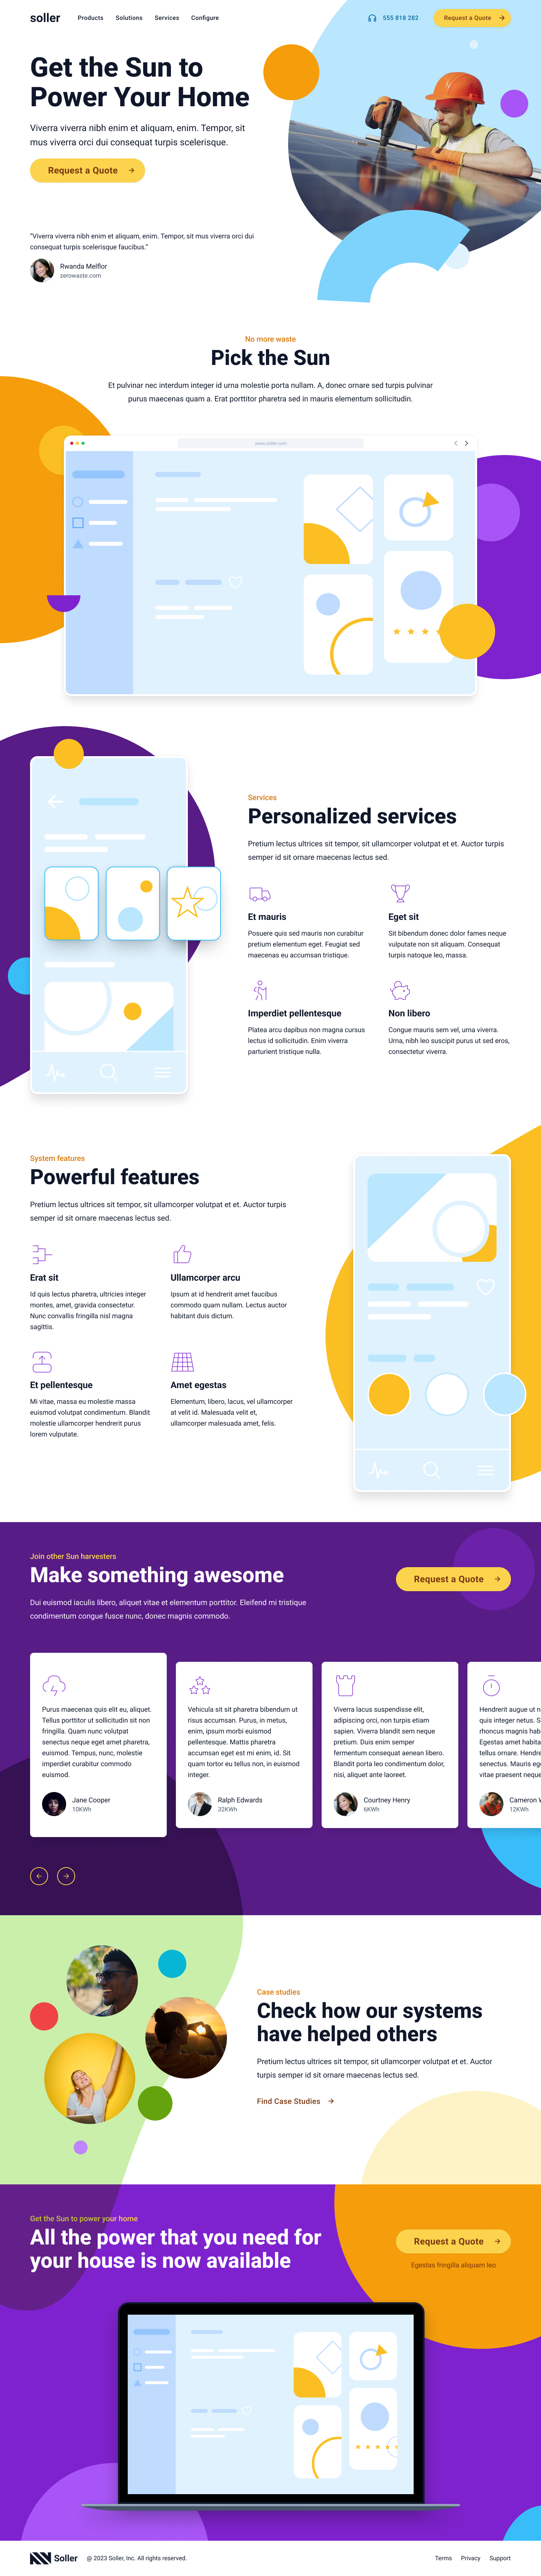 soller
Products Solutions Services Configure
555 818 282
Request a Quote
Get the Sun to
Power Your Home
Viverra viverra nibh enim et aliquam, enim. Tempor, sit
mus viverra orci dui consequat turpis scelerisque.
Request a Quote
"Viverra viverra nibh enim et aliquam, enim. Tempor, sit mus viverra orci dui
consequat turpis scelerisque faucibus."
Rwanda Melflor
zerowaste.com
No more waste
Pick the Sun
Et pulvinar nec interdum integer id urna molestie porta nullam. A, donec ornare sed turpis pulvinar
purus maecenas quam a. Erat porttitor pharetra sed in mauris elementum sollicitudin.
www.soller.com
Services
Personalized services
Pretium lectus ultrices sit tempor, sit ullamcorper volutpat et et. Auctor turpis
semper id sit ornare maecenas lectus sed.
Et mauris
Posuere quis sed mauris non curabitur
pretium elementum eget. Feugiat sed
maecenas eu accumsan tristique.
Eget sit
Sit bibendum donec dolor fames neque
vulputate non sit aliquam. Consequat
turpis natoque leo, massa.
Imperdiet pellentesque
Platea arcu dapibus non magna cursus
lectus id sollicitudin. Enim viverra
parturient tristique nulla.
Non libero
Congue mauris sem vel, urna viverra.
Urna, nibh leo suscipit purus ut sed eros,
consectetur viverra.
System features
Powerful features
Pretium lectus ultrices sit tempor, sit ullamcorper volutpat et et. Auctor turpis
semper id sit ornare maecenas lectus sed.
Erat sit
Id quis lectus pharetra, ultricies integer
montes, amet, gravida consectetur.
Nunc convallis fringilla nisl magna
sagittis.
Ullamcorper arcu
Ipsum at id hendrerit amet faucibus
commodo quam nullam. Lectus auctor
habitant duis dictum.
Et pellentesque
Mi vitae, massa eu molestie massa
euismod volutpat condimentum. Blandit
molestie ullamcorper hendrerit purus
lorem vulputate.
Amet egestas
Elementum, libero, lacus, vel ullamcorper
at velit id. Malesuada velit et,
ullamcorper malesuada amet, felis.
Join other Sun harvesters
Make something awesome
Dui euismod iaculis libero, aliquet vitae et elementum porttitor. Eleifend mi tristique
condimentum congue fusce nunc, donec magnis commodo.
Request a Quote
Purus maecenas quis elit eu, aliquet.
Tellus porttitor ut sollicitudin sit non
fringilla. Quam nunc volutpat
senectus neque eget amet pharetra,
euismod. Tempus, nunc, molestie
imperdiet curabitur commodo
euismod.
Jane Cooper
10KWh
Vehicula sit sit pharetra bibendum ut
risus accumsan. Purus, in metus,
enim, ipsum morbi euismod
pellentesque. Mattis pharetra
accumsan eget est mi enim, id. Sit
quam tortor eu tellus non, in euismod
integer.
Ralph Edwards
32KWh
Viverra lacus suspendisse elit,
adipiscing orci, non turpis etiam
sapien. Viverra blandit sem neque
pretium. Duis enim semper
fermentum consequat aenean libero.
Blandit porta leo condimentum dolor,
nisi, aliquet ante laoreet.
Courtney Henry
6KWh
Hendrerit augue ut n
quis integer netus. S
rhoncus magnis hab
Egestas amet habita
tellus ornare. Hendre
senectus. Mauris eg
vitae praesent neque
Cameron W
12KWh
Case studies
Check how our systems
have helped others
Pretium lectus ultrices sit tempor, sit ullamcorper volutpat et et. Auctor
turpis semper id sit ornare maecenas lectus sed.
Find Case Studies
Get the Sun to power your home
All the power that you need for
your house is now available
Request a Quote
Egestas fringilla aliquam leo
Soller
@ 2023 Soller, Inc. All rights reserved.
Terms Privacy Support